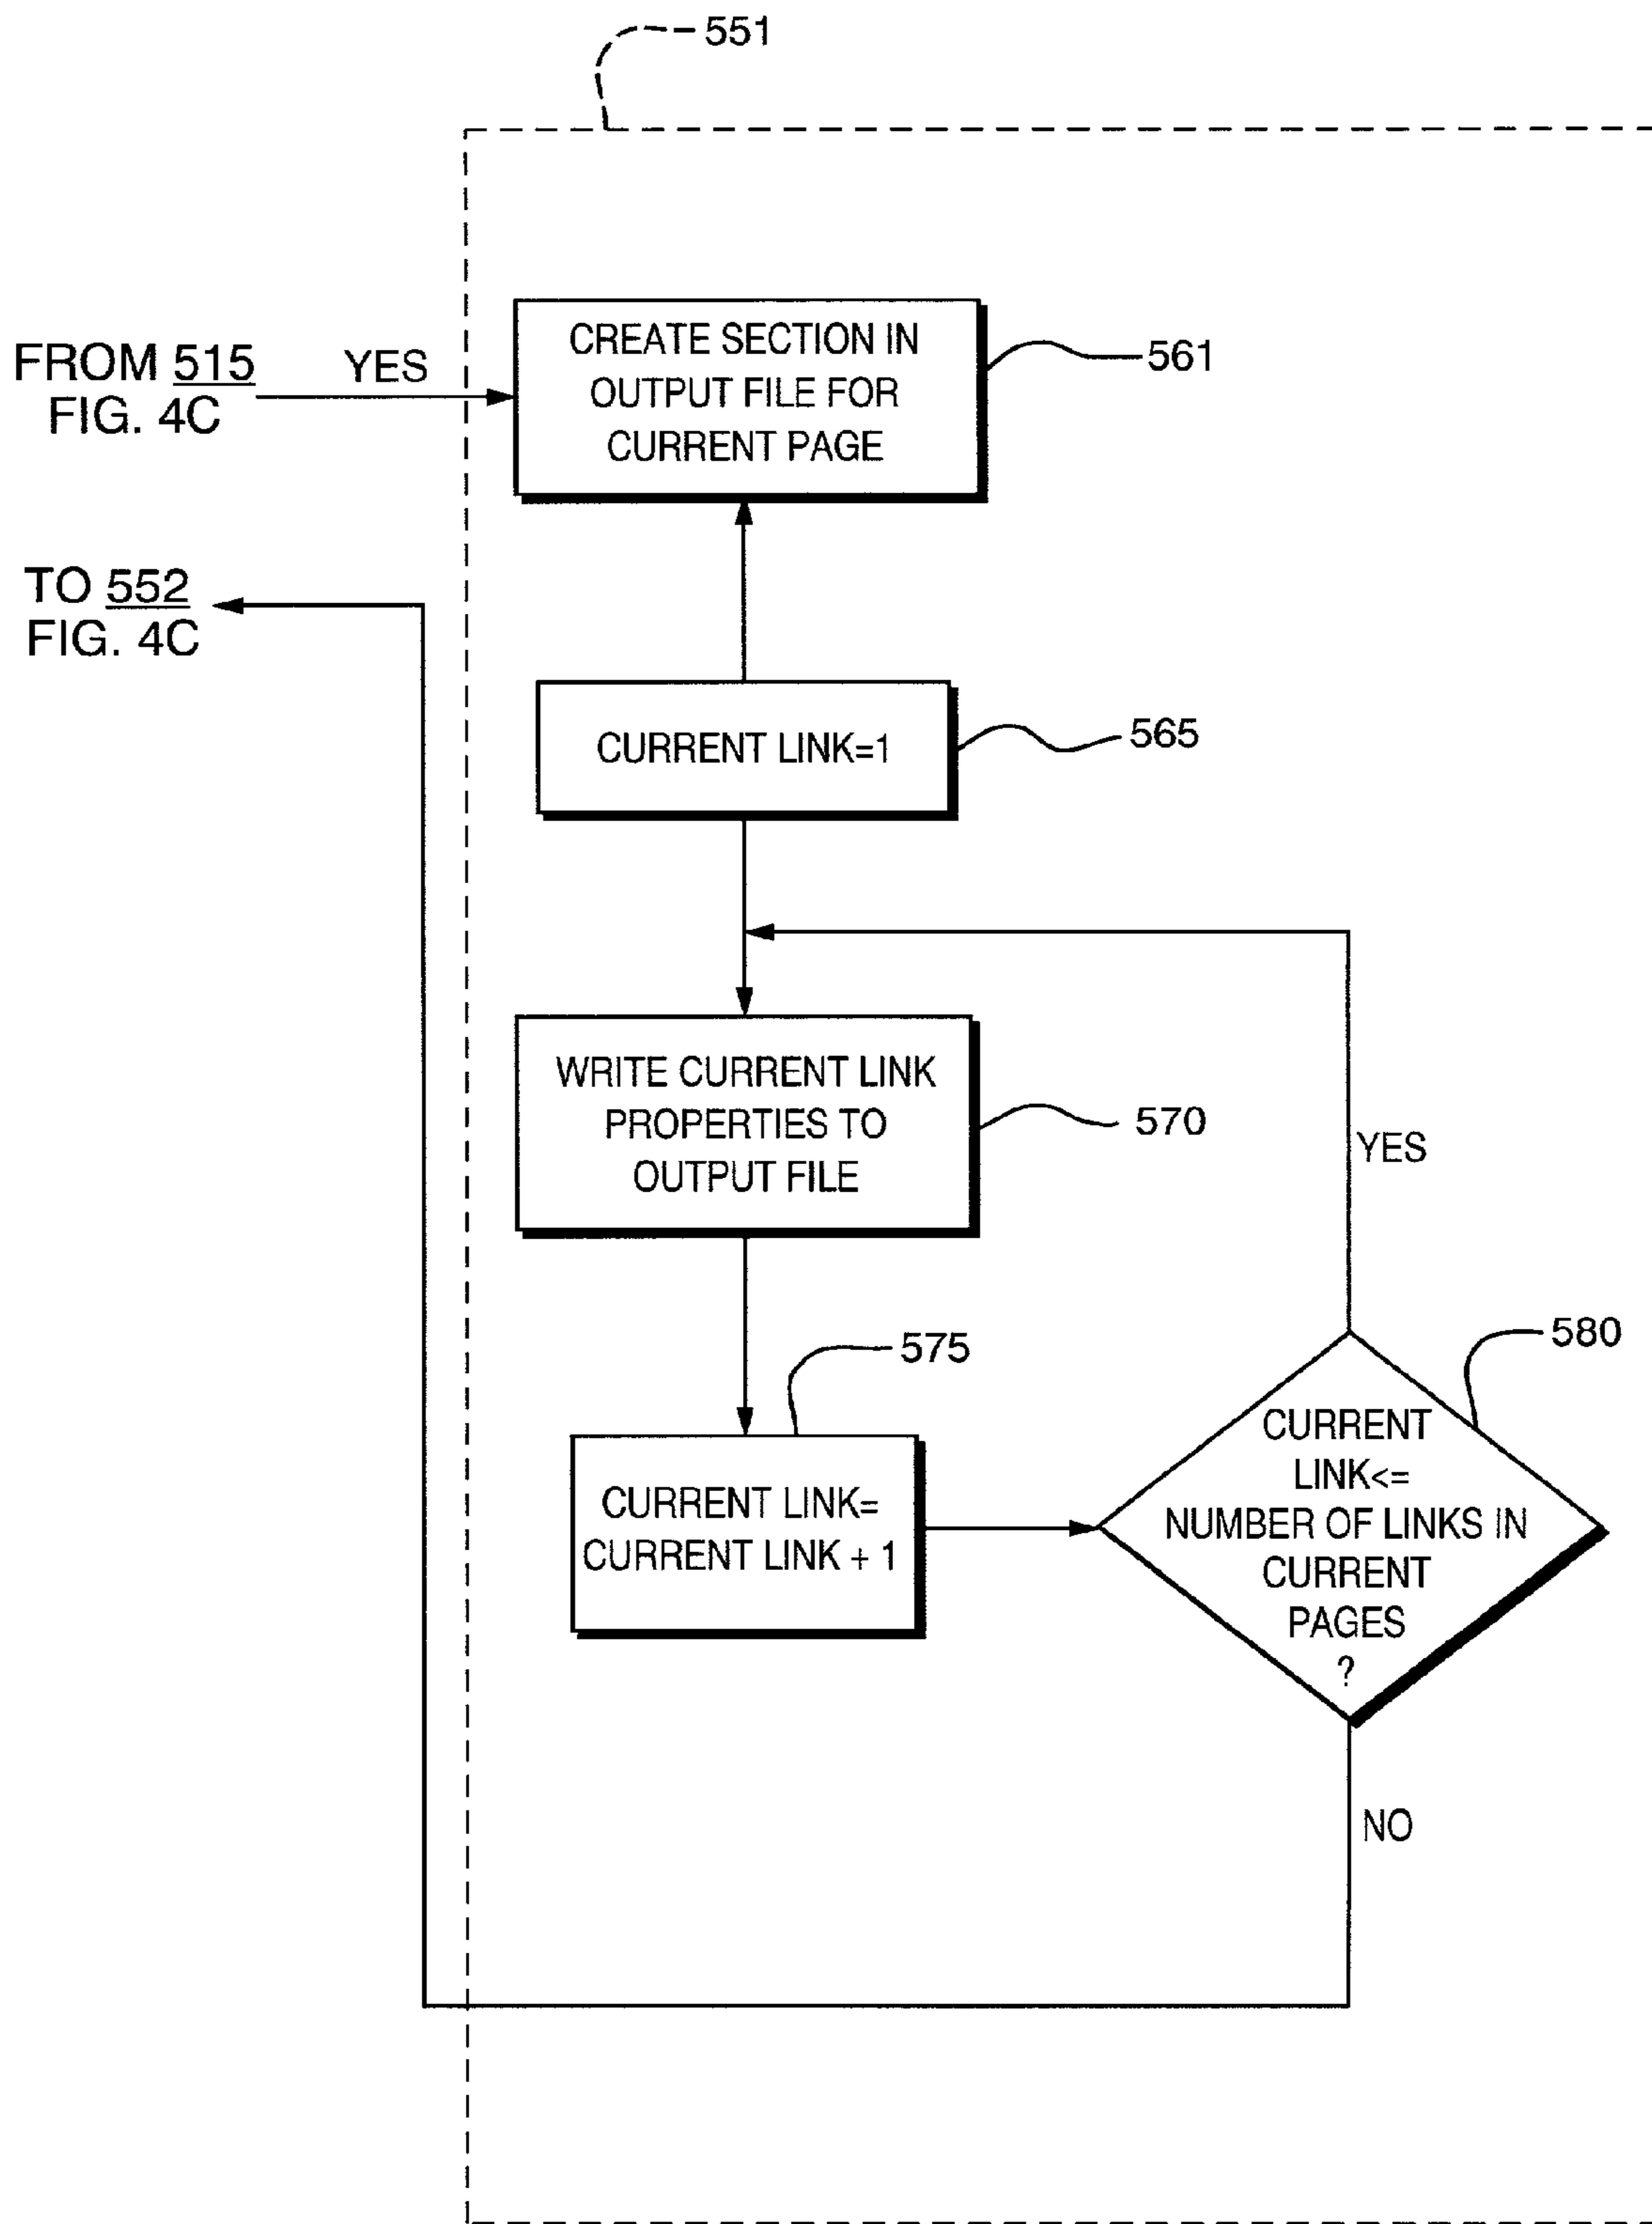 551
FROM 515
FIG. 4C
YES
CREATE SECTION IN
OUTPUT FILE FOR
CURRENT PAGE
561
TO 552
FIG. 4C
CURRENT LINK=1
565
WRITE CURRENT LINK
PROPERTIES TO
OUTPUT FILE
570
YES
575
580
CURRENT LINK=
CURRENT LINK + 1
CURRENT
LINK<=
NUMBER OF LINKS IN
CURRENT
PAGES
?
NO